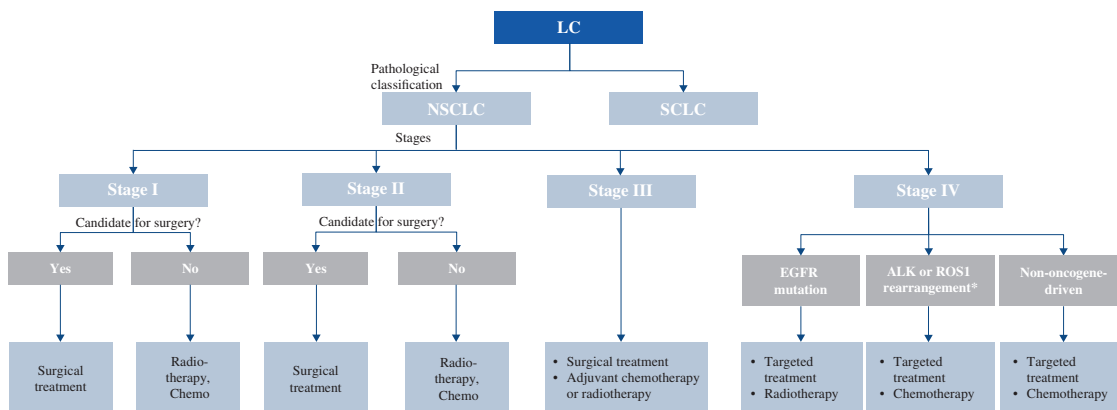 LC
Pathological
classification
NSCLC
SCLC
Stages
Stage I
Stage II
Stage III
Stage IV
Candidate for surgery?
Candidate for surgery?
Yes
No
Yes
No
EGFR
mutation
ALK or ROS1
rearrangement*
Non-oncogene-
driven
Surgical
treatment
Radio-
therapy,
Chemo
Surgical
treatment
Radio-
therapy,
Chemo
• Surgical treatment
• Adjuvant chemotherapy
or radiotherapy
• Targeted
treatment
• Radiotherapy
• Targeted
treatment
• Chemotherapy
• Targeted
treatment
• Chemotherapy